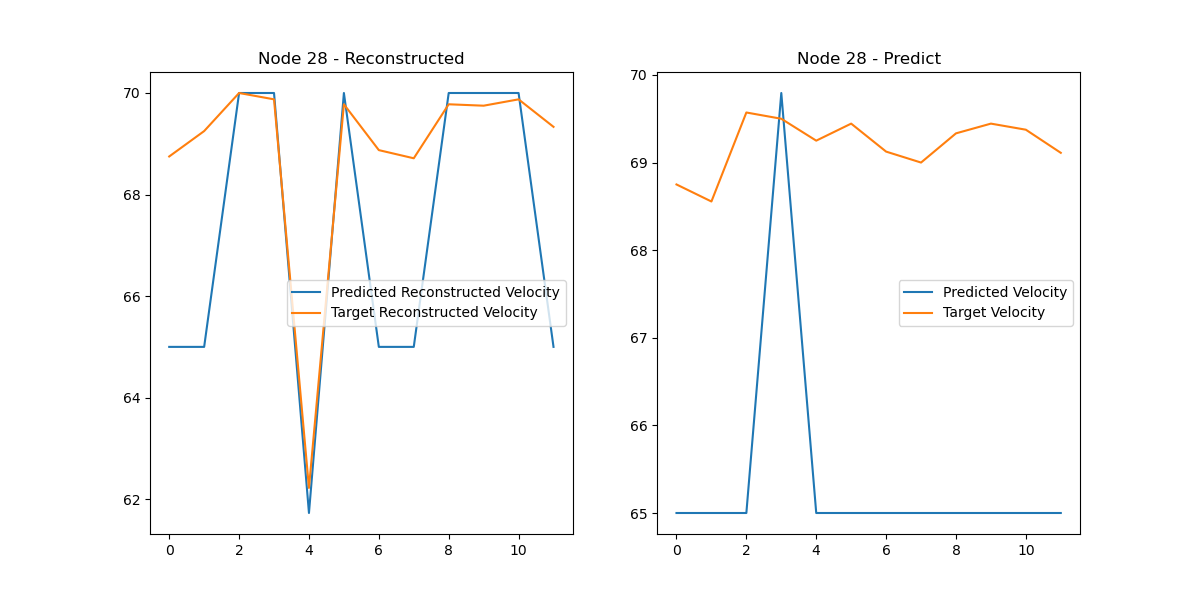 Node 28 - Reconstructed
70
68
66
64
62
0 2 4 6 8 10
Predicted Reconstructed Velocity
Target Reconstructed Velocity
Node 28 - Predict
70
69
68
67
66
65
0 2 4 6 8 10
Predicted Velocity
Target Velocity